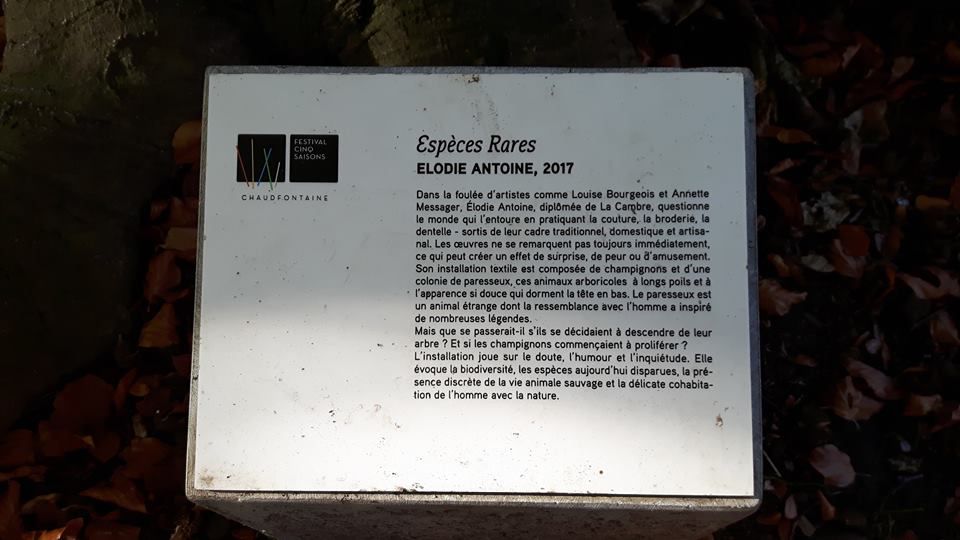 FESTIVAL
CINQ
SAISONS
CHAUDFONTAINE
Espèces Rares
ELODIE ANTOINE, 2017
Dans la foulée d'artistes comme Louise Bourgeois et Annette
Messager, Élodie Antoine, diplômée de La Cambre, questionne
le monde qui l'entoure en pratiquant la couture, la broderie, la
dentelle - sortis de leur cadre traditionnel, domestique et artisa-
nal. Les œuvres ne se remarquent pas toujours immédiatement,
ce qui peut créer un effet de surprise, de peur ou d'amusement.
Son installation textile est composée de champignons et d'une
colonie de paresseux, ces animaux arboricoles à longs poils et à
l'apparence si douce qui dorment la tête en bas. Le paresseux est
un animal étrange dont la ressemblance avec l'homme a inspiré
de nombreuses légendes.
Mais que se passerait-il s'ils se décidaient à descendre de leur
arbre ? Et si les champignons commençaient à proliférer ?
L'installation joue sur le doute, l'humour et l'inquiétude. Elle
évoque la biodiversité, les espèces aujourd'hui disparues, la pré-
sence discrète de la vie animale sauvage et la délicate cohabita-
tion de l'homme avec la nature.